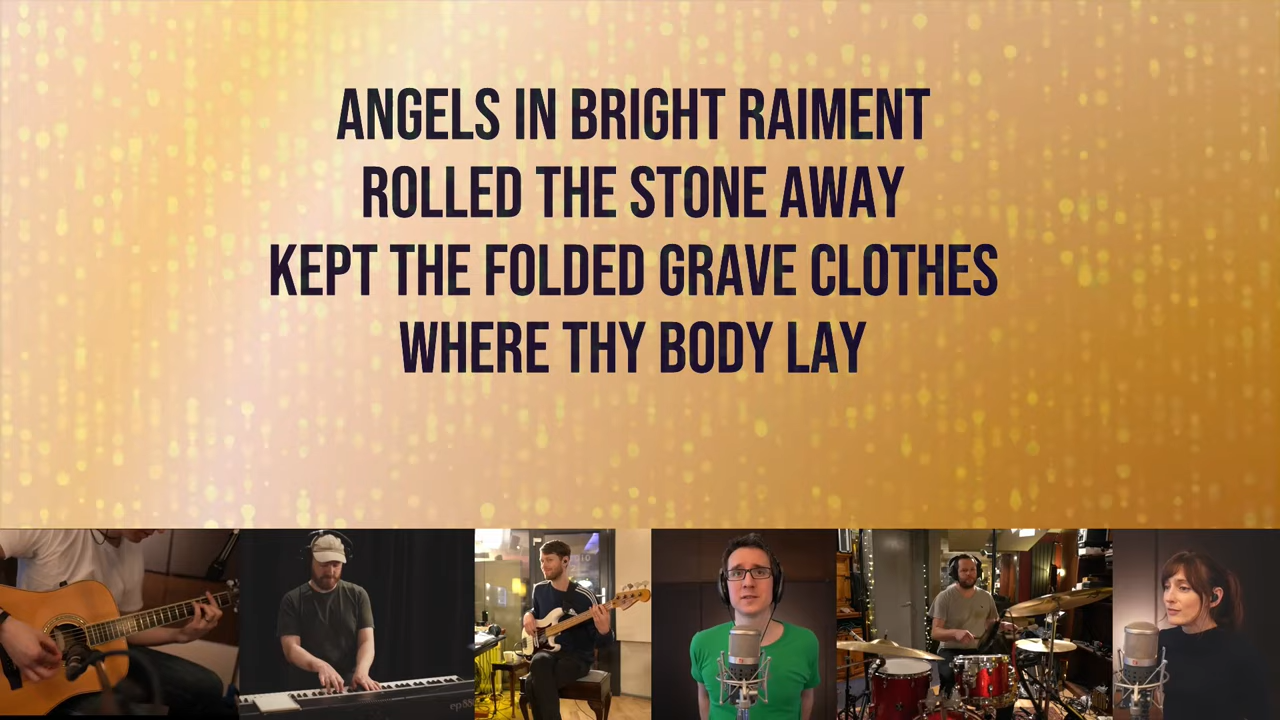 ANGELS IN BRIGHT RAIMENT
ROLLED THE STONE AWAY
KEPT THE FOLDED GRAVE CLOTHES
WHERE THY BODY LAY